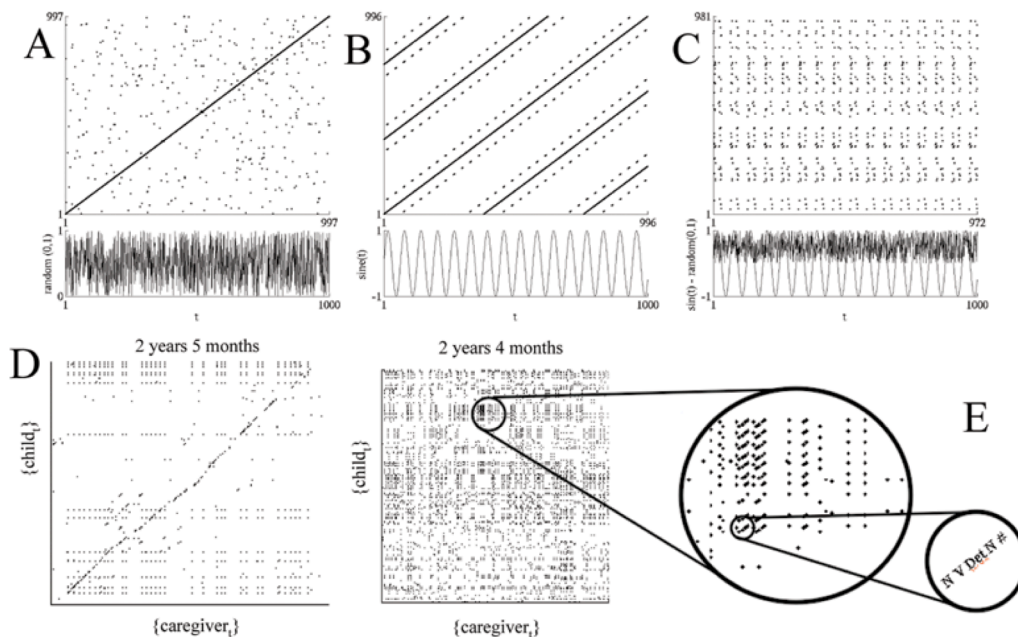 A
997
1
1
997
random (0,1)
0
1
1000
t
B
996
1
1
996
sine(t)
1
-1
1
1000
t
C
981
1
1
972
sin(t) - random(0,1)
1
-1
1
1000
t
D
2 years 5 months
{child_t}
{caregiver_t}
2 years 4 months
{child_t}
{caregiver_t}
E
N V Det N #